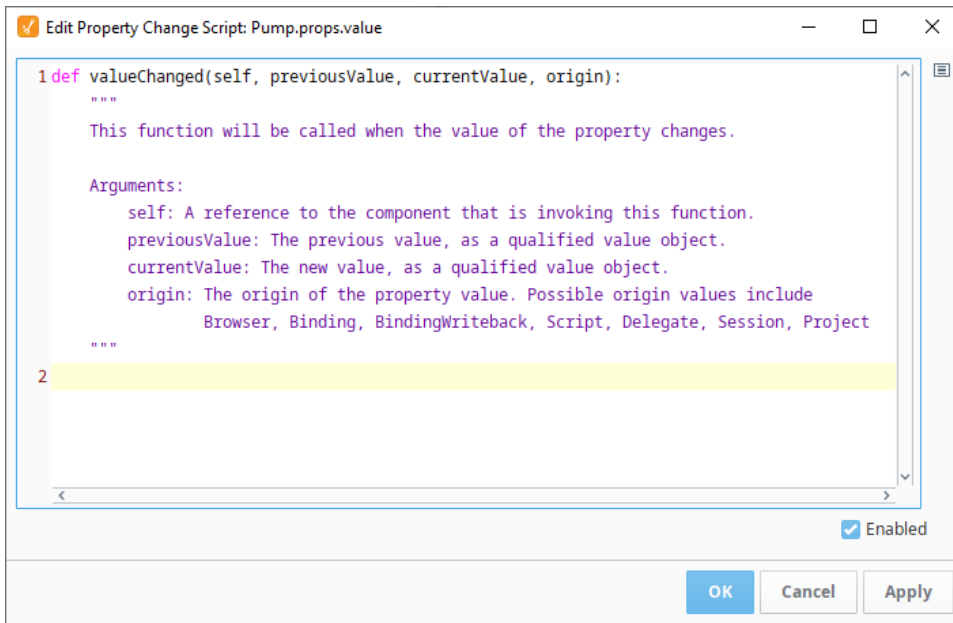 Edit Property Change Script: Pump.props.value
1 def valueChanged(self, previousValue, currentValue, origin):
"""
This function will be called when the value of the property changes.
Arguments:
self: A reference to the component that is invoking this function.
previousValue: The previous value, as a qualified value object.
currentValue: The new value, as a qualified value object.
origin: The origin of the property value. Possible origin values include
Browser, Binding, BindingWriteback, Script, Delegate, Session, Project
"""
2
Enabled
OK Cancel Apply